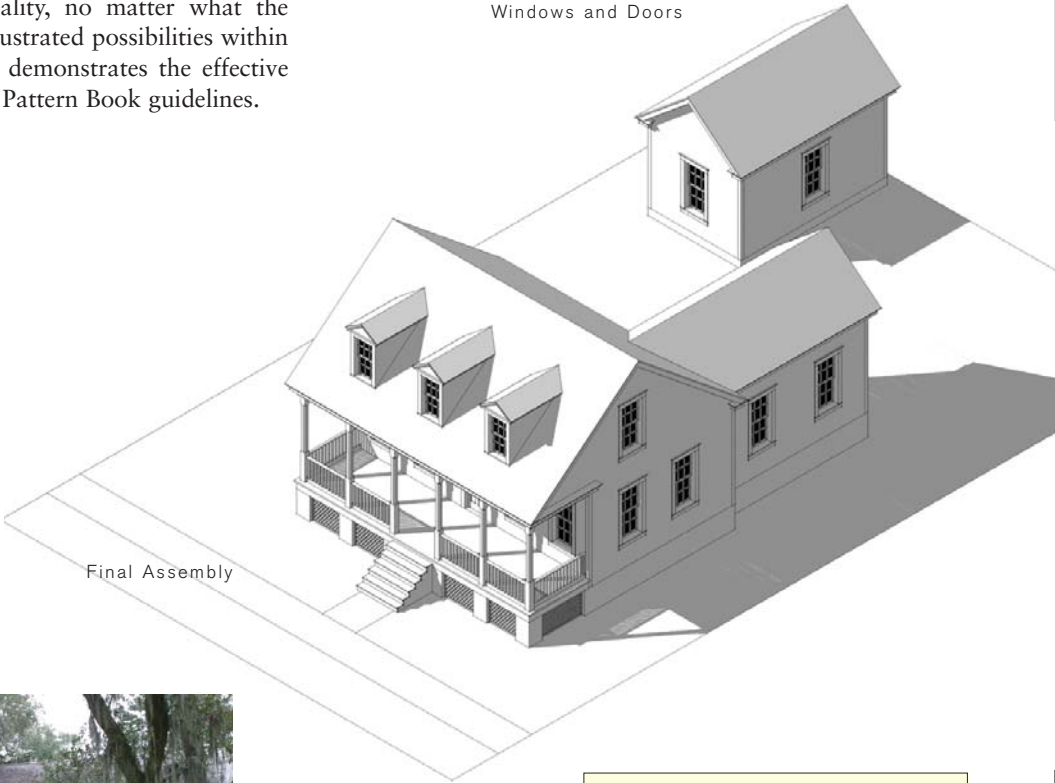 ality, no matter what the
ustrated possibilities within
demonstrates the effective
Pattern Book guidelines.
Windows and Doors
Final Assembly